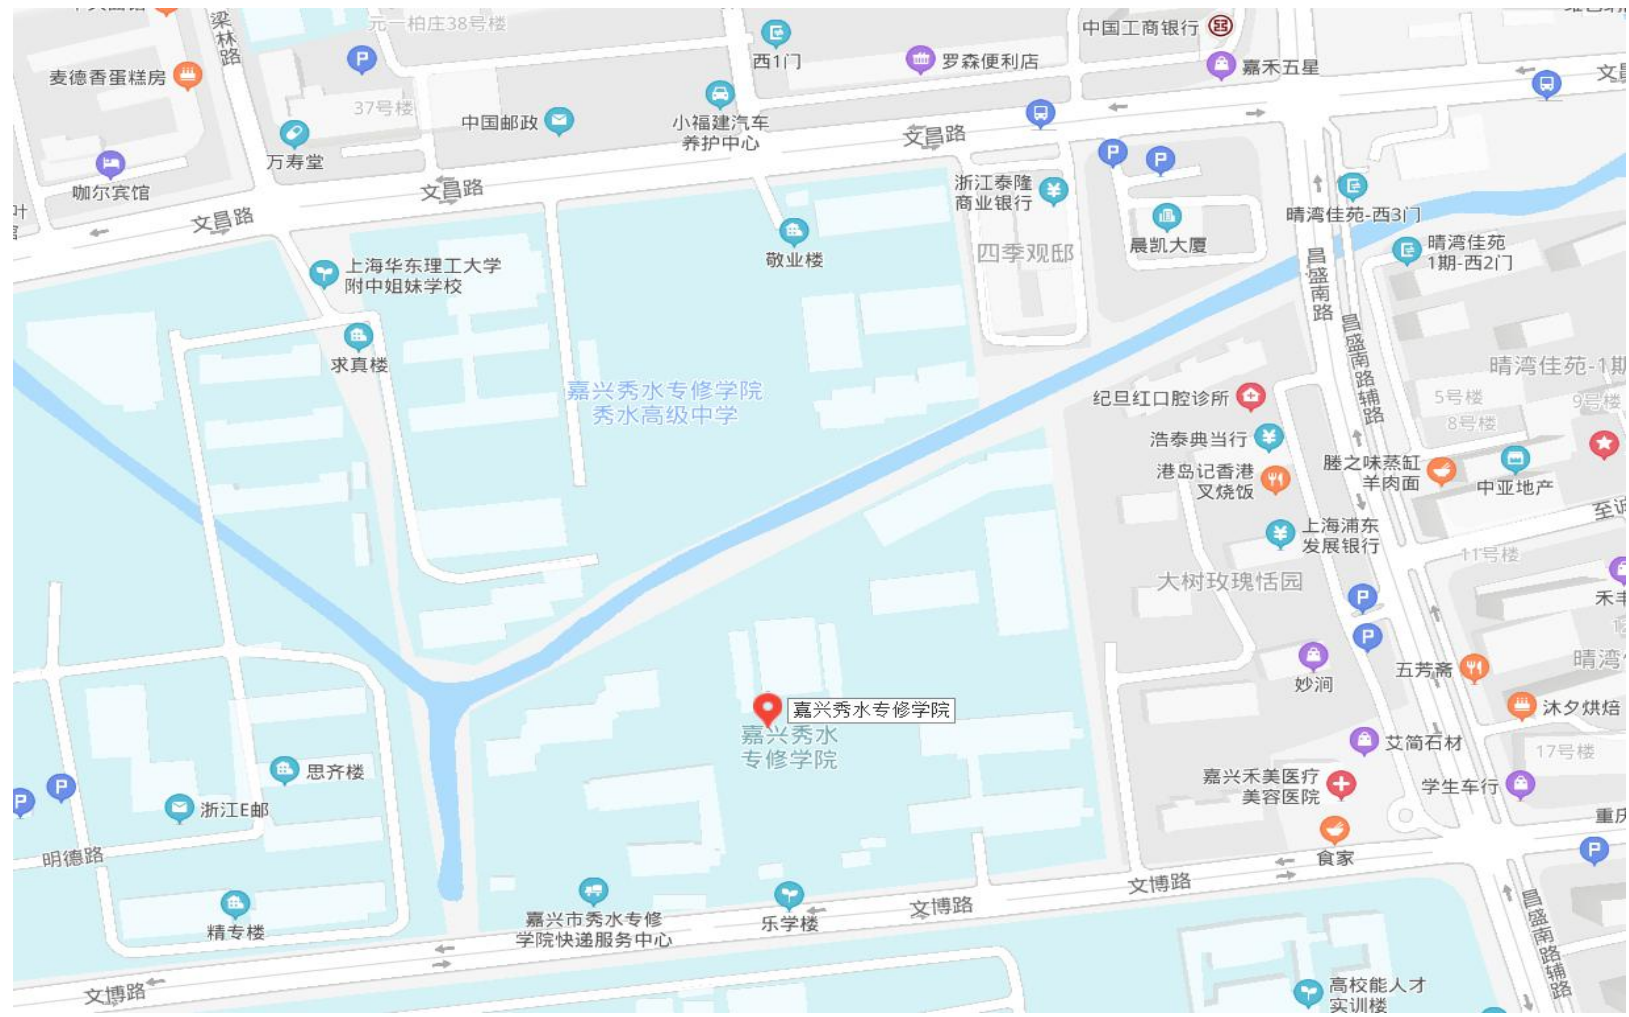 元一柏庄38号楼
梁林路
西1门
中国工商银行
罗森便利店
嘉禾五星
麦德香蛋糕房
37号楼
中国邮政
小福建汽车
养护中心
文昌路
万寿堂
咖尔宾馆
文昌路
文昌路
浙江泰隆
商业银行
四季观邸
晨凯大厦
晴湾佳苑-西3门
晴湾佳苑
1期-西2门
敬业楼
上海华东理工大学
附中姐妹学校
求真楼
昌盛南路
昌盛南路辅路
嘉兴秀水专修学院
秀水高级中学
纪旦红口腔诊所
浩泰典当行
港岛记香港
叉烧饭
晴湾佳苑-1期
5号楼
9号楼
8号楼
塍之味蒸缸
羊肉面
中亚地产
上海浦东
发展银行
11号楼
大树玫瑰恬园
妙涧
五芳斋
沐夕烘焙
嘉兴秀水专修学院
嘉兴秀水
专修学院
艾简石材
17号楼
嘉兴禾美医疗
美容医院
学生车行
思齐楼
浙江E邮
明德路
食家
文博路
文博路
精专楼
嘉兴市秀水专修
学院快递服务中心
乐学楼
昌盛南路辅路
文博路
高校能人才
实训楼